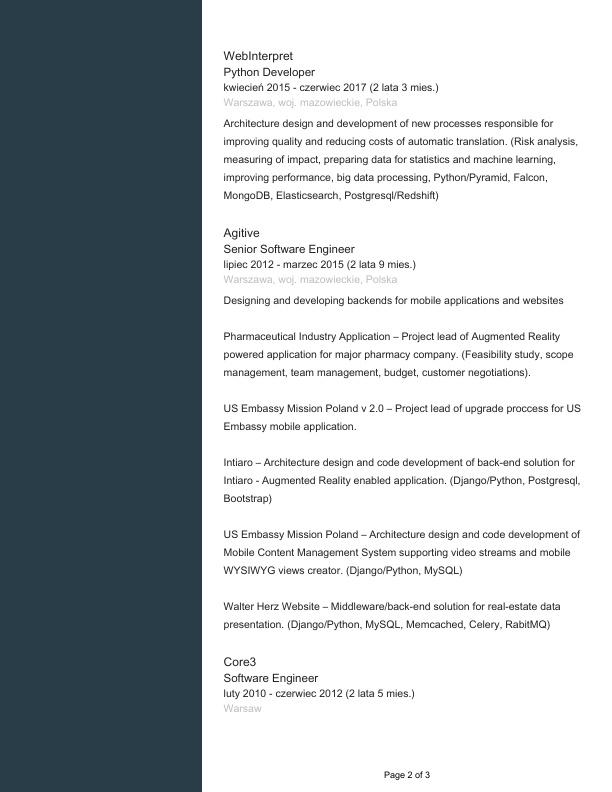 WebInterpret
Python Developer
kwiecień 2015 - czerwiec 2017 (2 lata 3 mies.)
Warszawa, woj. mazowieckie, Polska
Architecture design and development of new processes responsible for
improving quality and reducing costs of automatic translation. (Risk analysis,
measuring of impact, preparing data for statistics and machine learning,
improving performance, big data processing, Python/Pyramid, Falcon,
MongoDB, Elasticsearch, Postgresql/Redshift)
Agitive
Senior Software Engineer
lipiec 2012 - marzec 2015 (2 lata 9 mies.)
Warszawa, woj. mazowieckie, Polska
Designing and developing backends for mobile applications and websites
Pharmaceutical Industry Application – Project lead of Augmented Reality
powered application for major pharmacy company. (Feasibility study, scope
management, team management, budget, customer negotiations).
US Embassy Mission Poland v 2.0 – Project lead of upgrade proccess for US
Embassy mobile application.
Intiaro – Architecture design and code development of back-end solution for
Intiaro - Augmented Reality enabled application. (Django/Python, Postgresql,
Bootstrap)
US Embassy Mission Poland – Architecture design and code development of
Mobile Content Management System supporting video streams and mobile
WYSIWYG views creator. (Django/Python, MySQL)
Walter Herz Website – Middleware/back-end solution for real-estate data
presentation. (Django/Python, MySQL, Memcached, Celery, RabitMQ)
Core3
Software Engineer
luty 2010 - czerwiec 2012 (2 lata 5 mies.)
Warsaw
Page 2 of 3